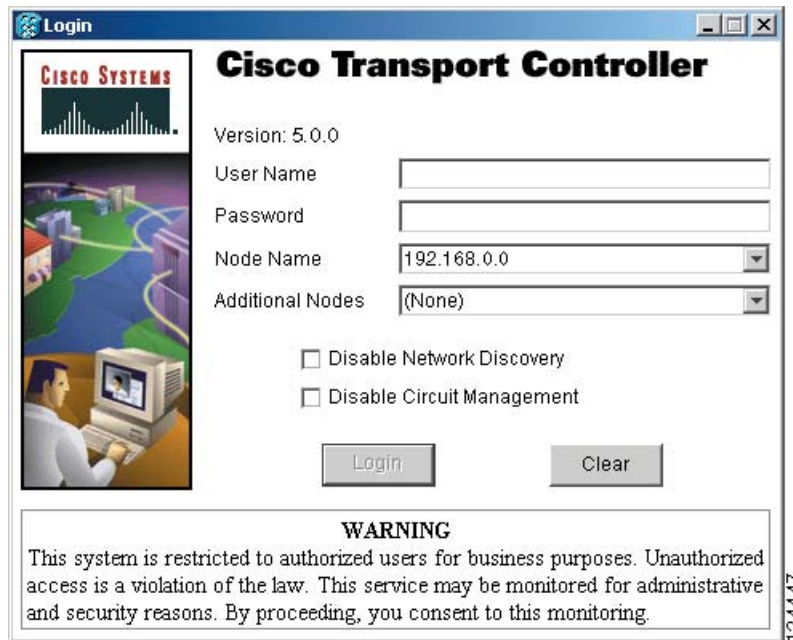 Login
CISCO SYSTEMS
Cisco Transport Controller
Version: 5.0.0
User Name
Password
Node Name
192.168.0.0
Additional Nodes
(None)
Disable Network Discovery
Disable Circuit Management
Login
Clear
WARNING
This system is restricted to authorized users for business purposes. Unauthorized
access is a violation of the law. This service may be monitored for administrative
and security reasons. By proceeding, you consent to this monitoring.